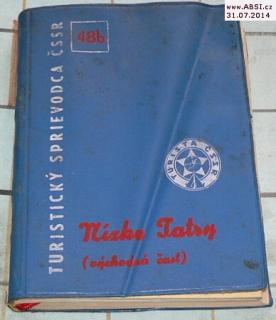 www.ABSI.cz
31.07.2014
TURISTICKÝ SPRIEVODCA ČSSR
48b
TURISTA ČSSR
Nízke Tatry
(východná časť)